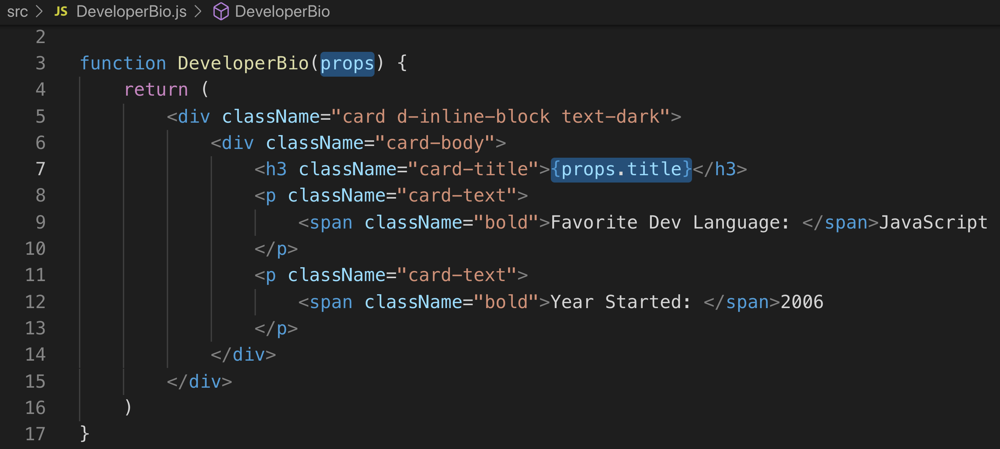 src > JS DeveloperBio.js > DeveloperBio
2
3 function DeveloperBio(props) {
4     return (
5         <div className="card d-inline-block text-dark">
6             <div className="card-body">
7                 <h3 className="card-title">{props.title}</h3>
8                 <p className="card-text">
9                     <span className="bold">Favorite Dev Language: </span>JavaScript
10                 </p>
11                 <p className="card-text">
12                     <span className="bold">Year Started: </span>2006
13                 </p>
14             </div>
15         </div>
16     )
17 }